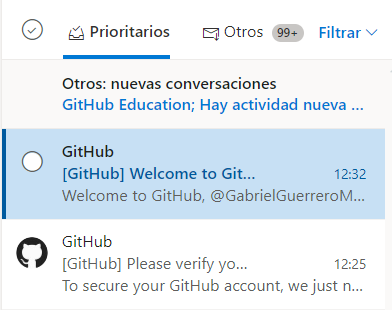 Prioritarios Otros 99+ Filtrar
Otros: nuevas conversaciones
GitHub Education; Hay actividad nueva ...
GitHub
[GitHub] Welcome to Git... 12:32
Welcome to GitHub, @GabrielGuerreroM...
GitHub
[GitHub] Please verify yo... 12:25
To secure your GitHub account, we just n...